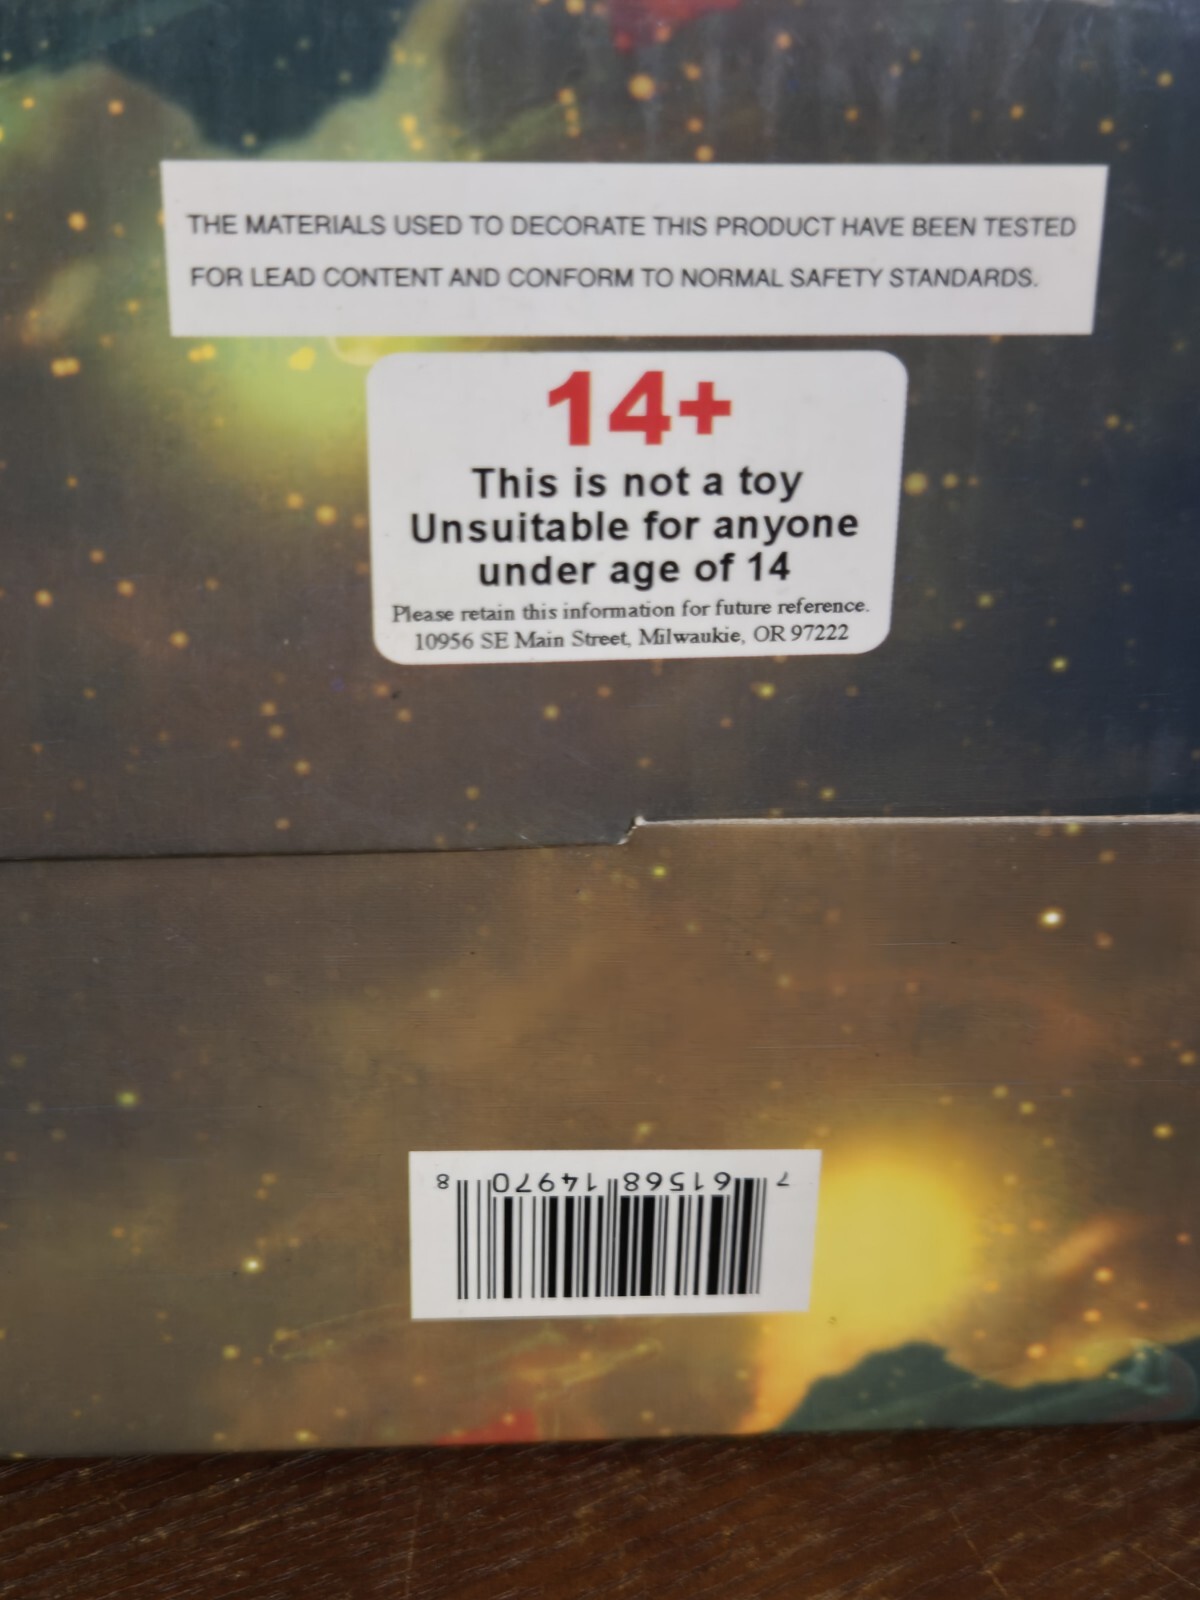 THE MATERIALS USED TO DECORATE THIS PRODUCT HAVE BEEN TESTED
FOR LEAD CONTENT AND CONFORM TO NORMAL SAFETY STANDARDS.
14+
This is not a toy
Unsuitable for anyone
under age of 14
Please retain this information for future reference.
10956 SE Main Street, Milwaukie, OR 97222
7 61568 14970 8